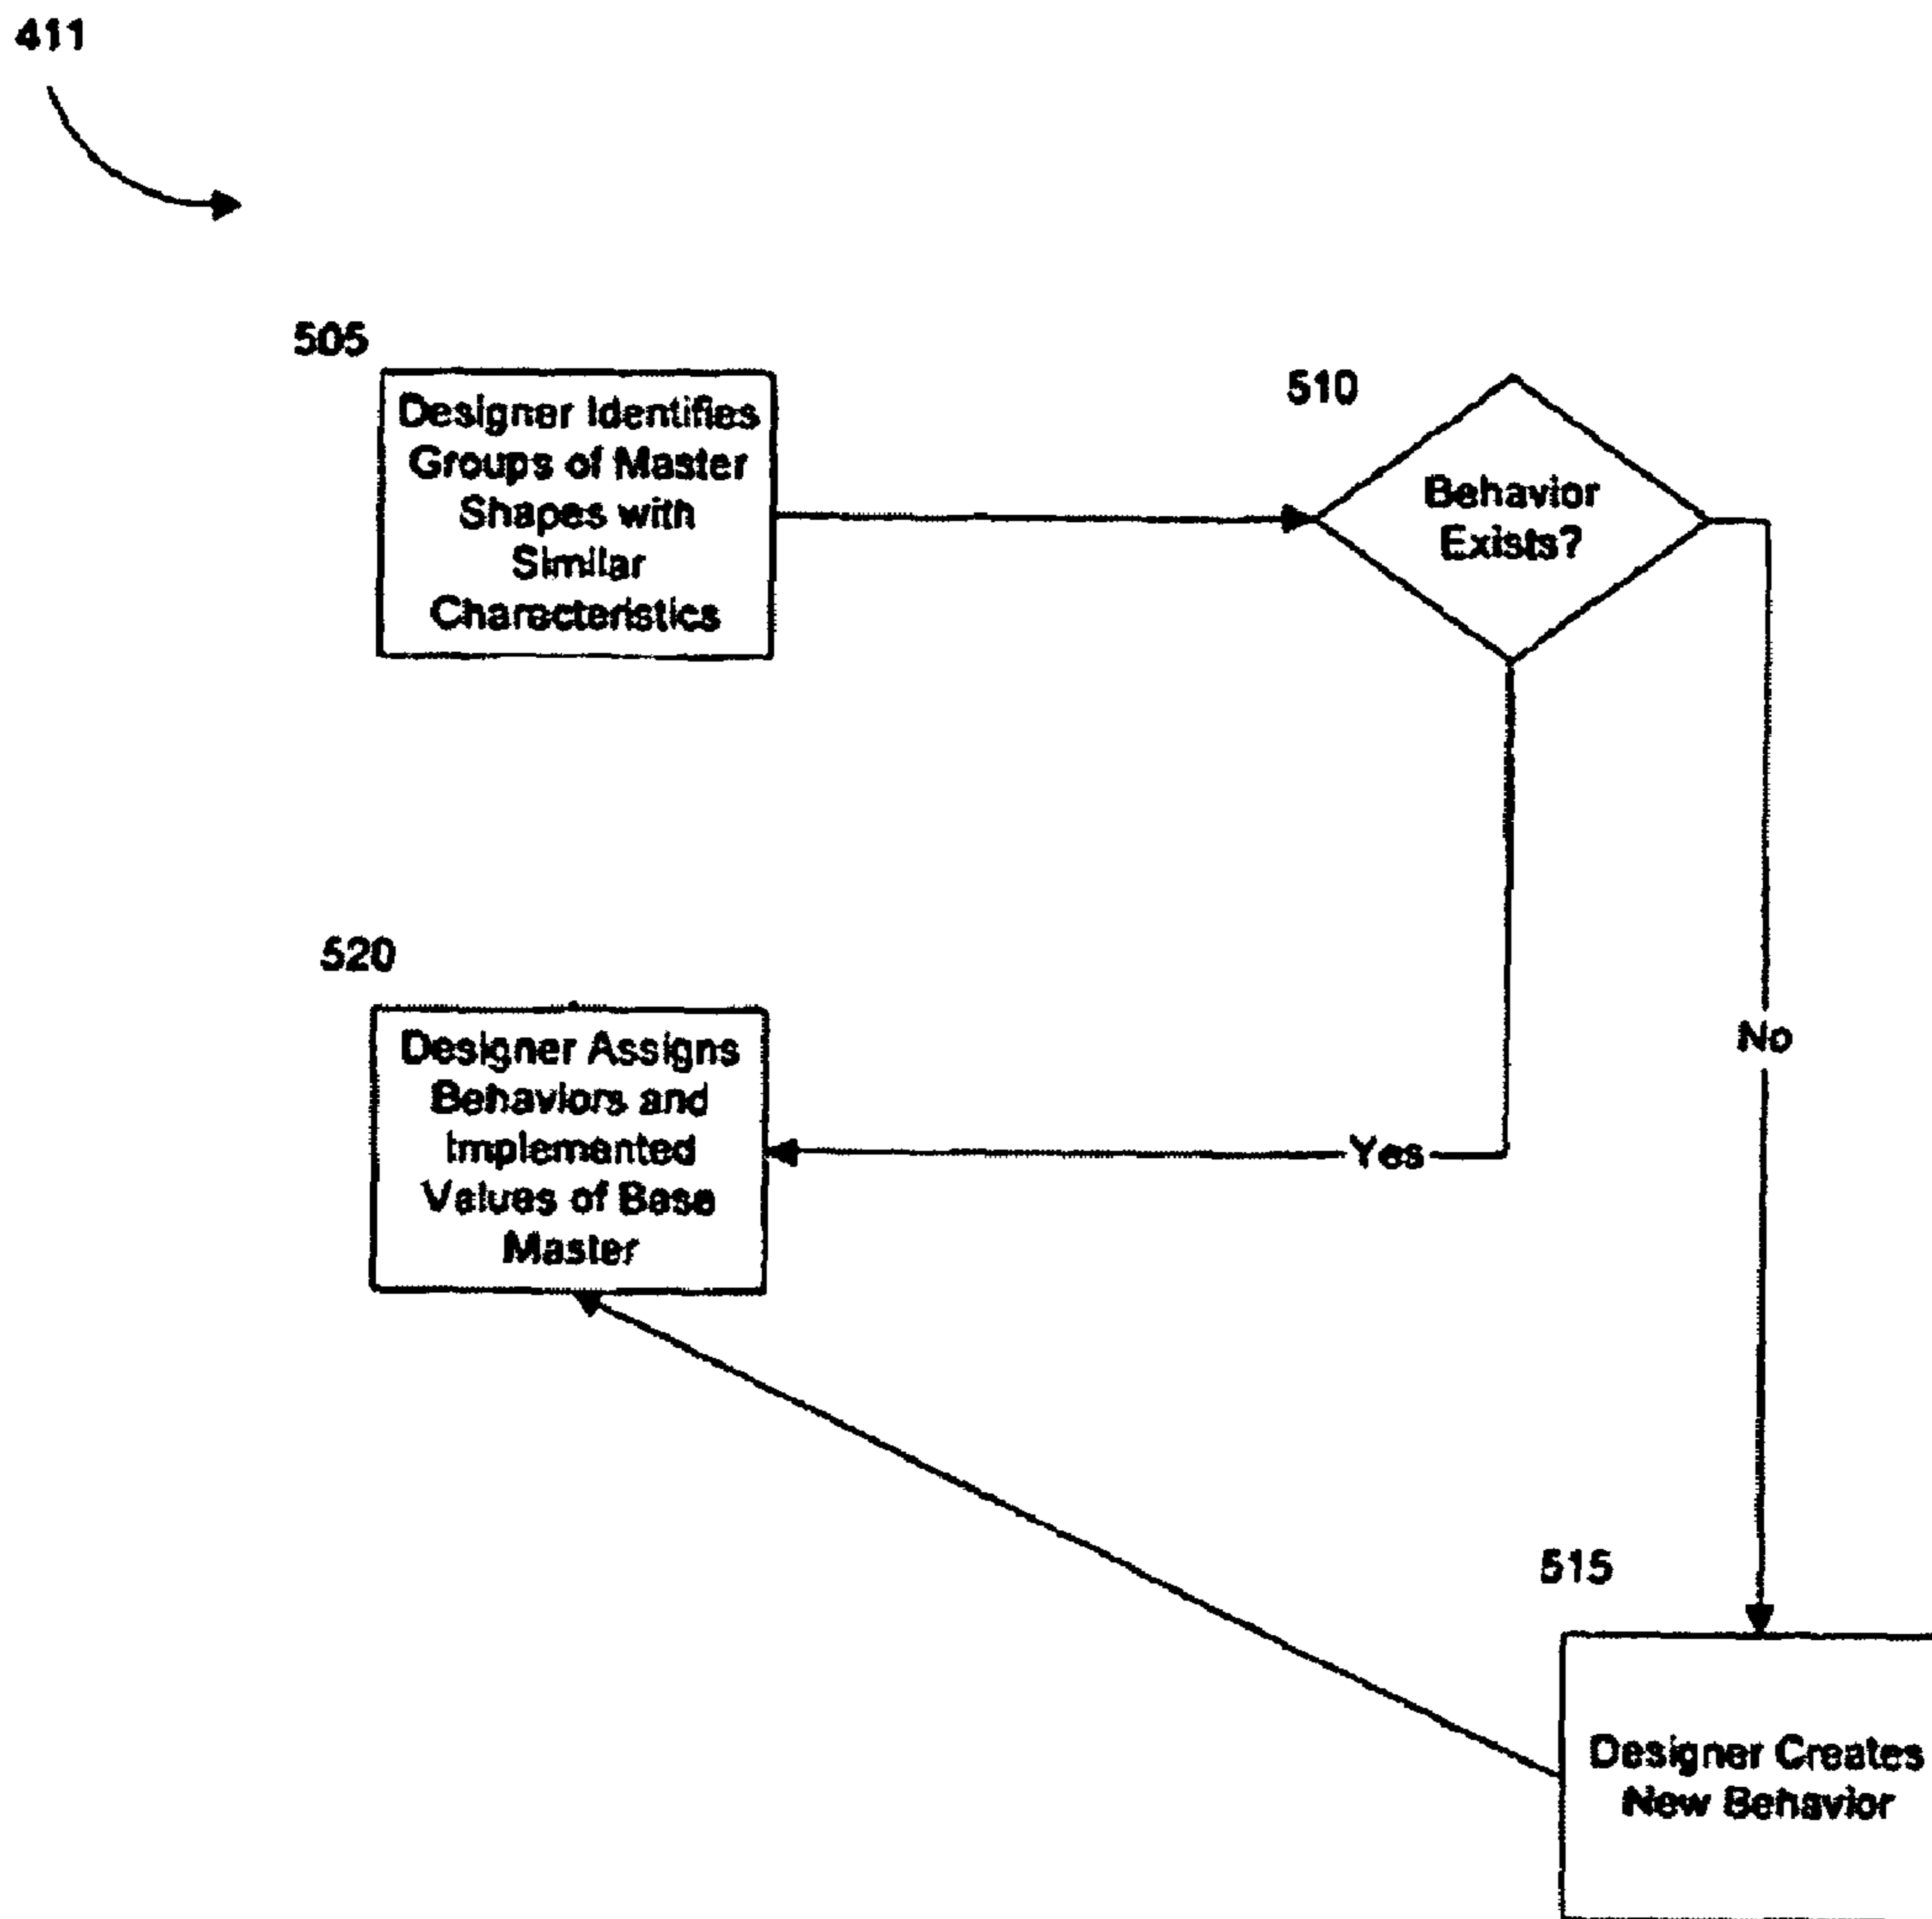 411
505
Designer Identifies
Groups of Master
Shapes with
Similar
Characteristics
510
Behavior
Exists?
520
Designer Assigns
Behaviors and
Implemented
Values of Base
Master
Yes
No
515
Designer Creates
New Behavior